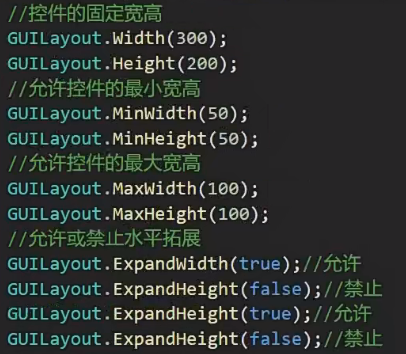 //控件的固定宽高
GUILayout.Width(300);
GUILayout.Height(200);
//允许控件的最小宽高
GUILayout.MinWidth(50);
GUILayout.MinHeight(50);
//允许控件的最大宽高
GUILayout.MaxWidth(100);
GUILayout.MaxHeight(100);
//允许或禁止水平拓展
GUILayout.ExpandWidth(true);//允许
GUILayout.ExpandHeight(false);//禁止
GUILayout.ExpandHeight(true);//允许
GUILayout.ExpandHeight(false);//禁止